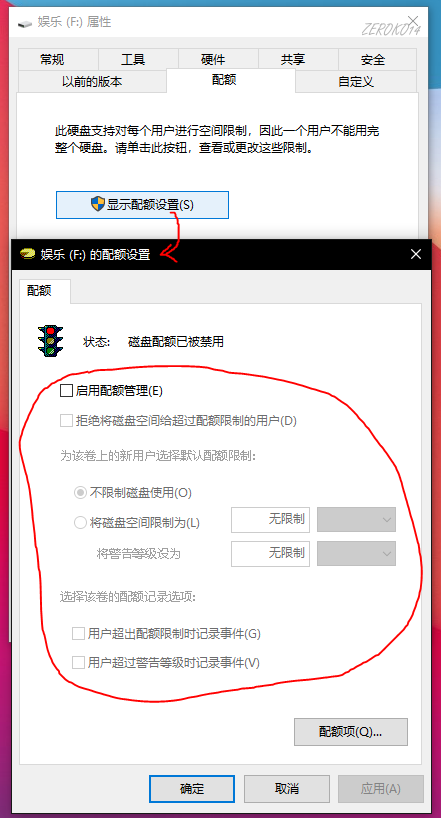 娱乐 (F:) 属性
ZEROKO14
常规 工具 硬件 共享 安全
以前的版本 配额 自定义
此硬盘支持对每个用户进行空间限制，因此一个用户不能用完
整个硬盘。请单击此按钮，查看或更改这些限制。
显示配额设置(S)
娱乐 (F:) 的配额设置
配额
状态: 磁盘配额已被禁用
启用配额管理(E)
拒绝将磁盘空间给超过配额限制的用户(D)
为该卷上的新用户选择默认配额限制:
不限制磁盘使用(O)
将磁盘空间限制为(L) 无限制
将警告等级设为 无限制
选择该卷的配额记录选项:
用户超出配额限制时记录事件(G)
用户超过警告等级时记录事件(V)
配额项(Q)...
确定 取消 应用(A)